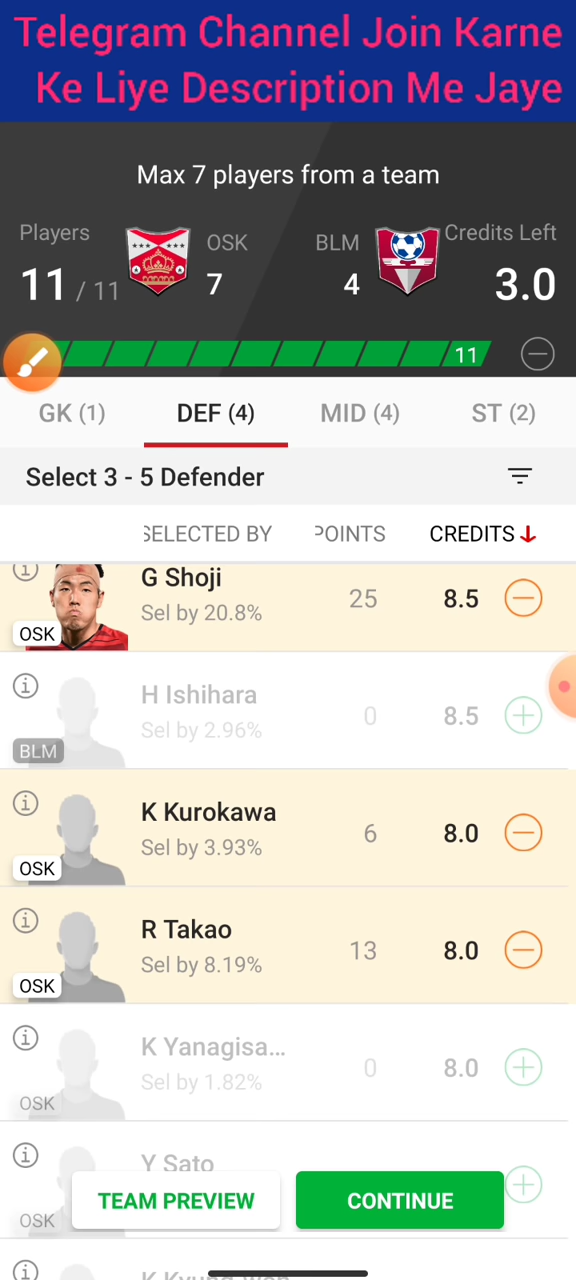 Telegram Channel Join Karne
Ke Liye Description Me Jaye
Max 7 players from a team
Players
11 / 11
OSK
7
BLM
4
Credits Left
3.0
11
GK (1)
DEF (4)
MID (4)
ST (2)
Select 3 - 5 Defender
SELECTED BY
POINTS
CREDITS
G Shoji
Sel by 20.8%
25
8.5
OSK
H Ishihara
Sel by 2.96%
0
8.5
BLM
K Kurokawa
Sel by 3.93%
6
8.0
OSK
R Takao
Sel by 8.19%
13
8.0
OSK
K Yanagisa...
Sel by 1.82%
0
8.0
OSK
Y Sato
OSK
TEAM PREVIEW
CONTINUE